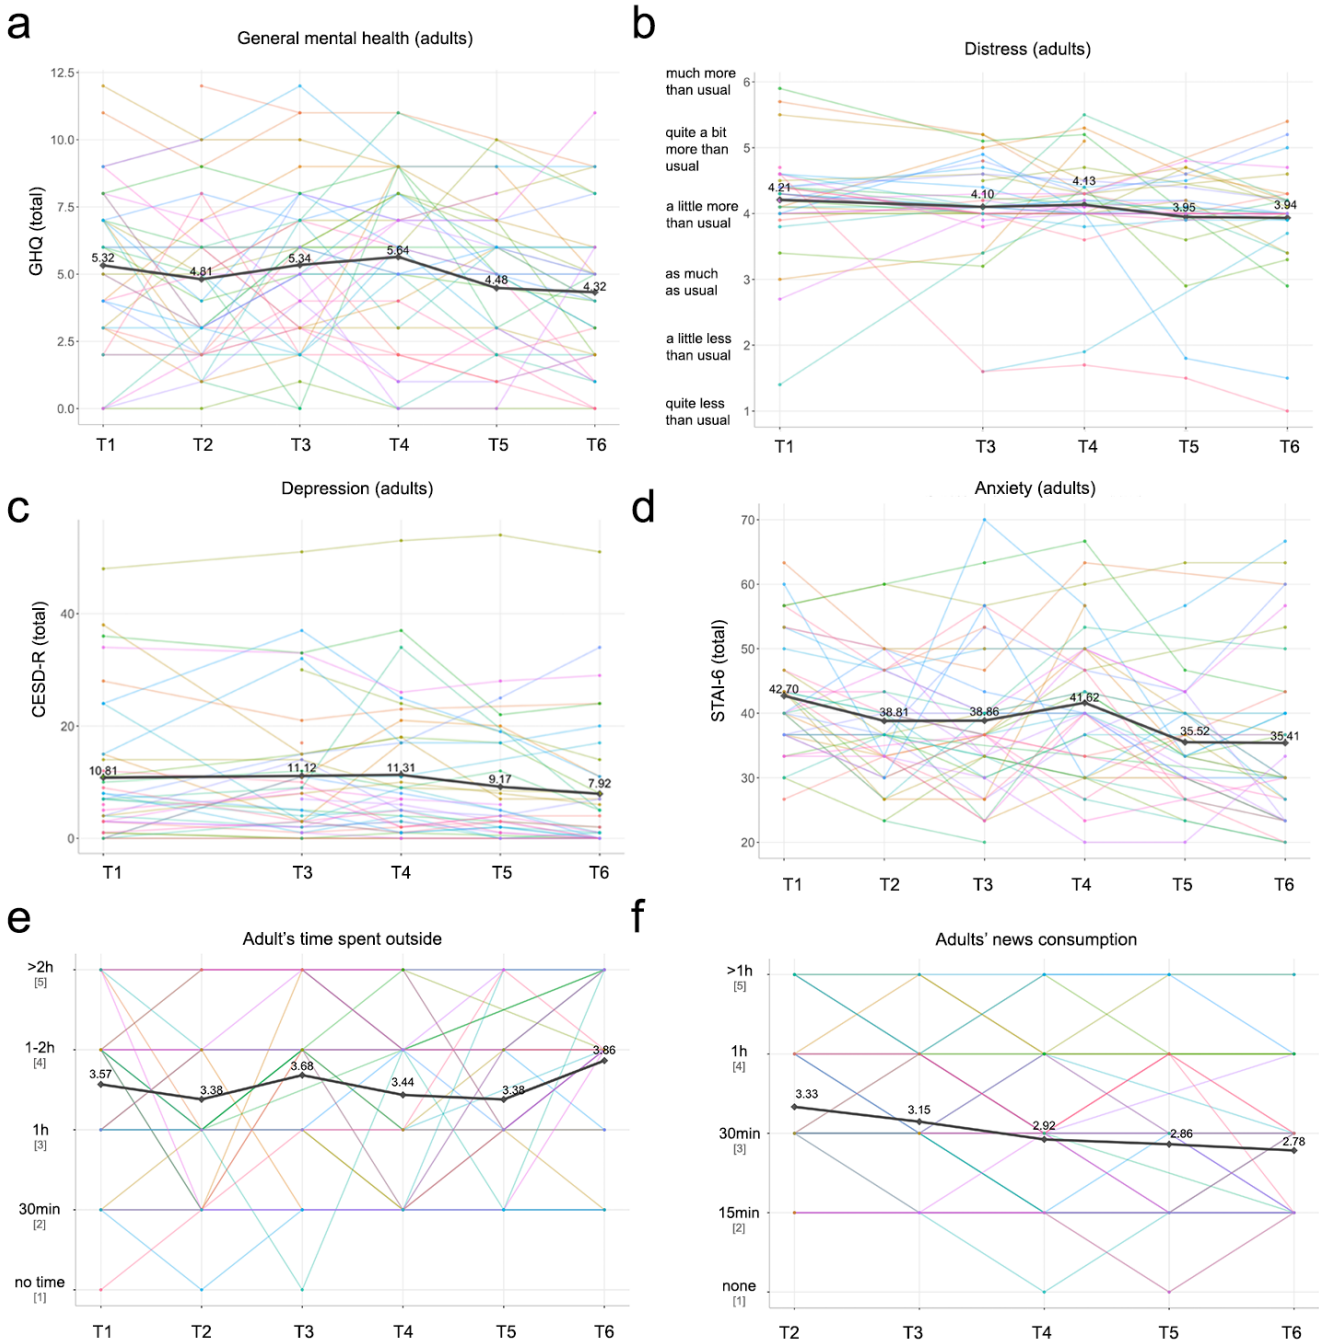 a
General mental health (adults)
GHQ (total)
12.5
10.0
7.5
5.0
2.5
0.0
5.32
4.81
5.34
5.64
4.48
4.32
T1 T2 T3 T4 T5 T6
b
Distress (adults)
much more
than usual
quite a bit
more than
usual
a little more
than usual
as much
as usual
a little less
than usual
quite less
than usual
6
5
4
3
2
1
4.21
4.10
4.13
3.95
3.94
T1 T3 T4 T5 T6
c
Depression (adults)
CESD-R (total)
40
20
0
10.81
11.12
11.31
9.17
7.92
T1 T3 T4 T5 T6
d
Anxiety (adults)
STAI-6 (total)
70
60
50
40
30
20
42.70
38.81
38.86
41.62
35.52
35.41
T1 T2 T3 T4 T5 T6
e
Adult's time spent outside
>2h
[5]
1-2h
[4]
1h
[3]
30min
[2]
no time
[1]
3.57
3.38
3.68
3.44
3.38
3.86
T1 T2 T3 T4 T5 T6
f
Adults' news consumption
>1h
[5]
1h
[4]
30min
[3]
15min
[2]
none
[1]
3.33
3.15
2.92
2.86
2.78
T2 T3 T4 T5 T6